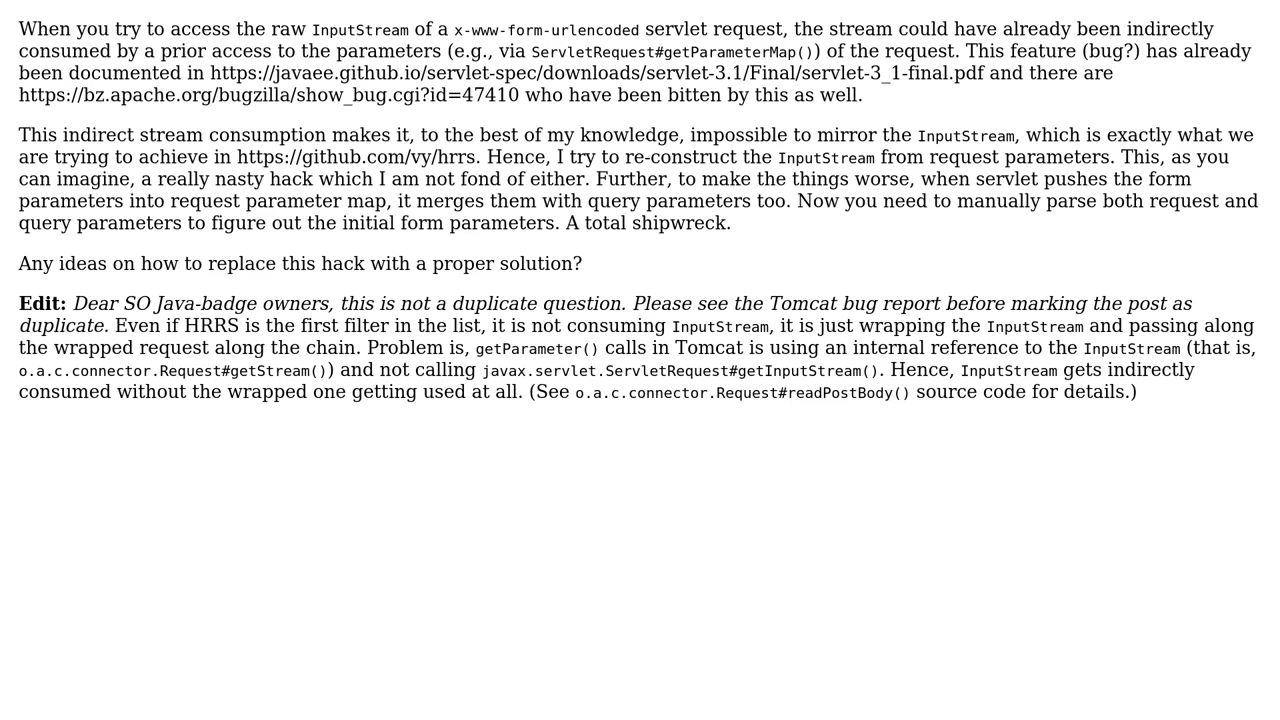 When you try to access the raw InputStream of a x-www-form-urlencoded servlet request, the stream could have already been indirectly
consumed by a prior access to the parameters (e.g., via ServletRequest#getParameterMap()) of the request. This feature (bug?) has already
been documented in https://javaee.github.io/servlet-spec/downloads/servlet-3.1/Final/servlet-3_1-final.pdf and there are
https://bz.apache.org/bugzilla/show_bug.cgi?id=47410 who have been bitten by this as well.
This indirect stream consumption makes it, to the best of my knowledge, impossible to mirror the InputStream, which is exactly what we
are trying to achieve in https://github.com/vy/hrrs. Hence, I try to re-construct the InputStream from request parameters. This, as you
can imagine, a really nasty hack which I am not fond of either. Further, to make the things worse, when servlet pushes the form
parameters into request parameter map, it merges them with query parameters too. Now you need to manually parse both request and
query parameters to figure out the initial form parameters. A total shipwreck.
Any ideas on how to replace this hack with a proper solution?
Edit: Dear SO Java-badge owners, this is not a duplicate question. Please see the Tomcat bug report before marking the post as
duplicate. Even if HRRS is the first filter in the list, it is not consuming InputStream, it is just wrapping the InputStream and passing along
the wrapped request along the chain. Problem is, getParameter() calls in Tomcat is using an internal reference to the InputStream (that is,
o.a.c.connector.Request#getStream()) and not calling javax.servlet.ServletRequest#getInputStream(). Hence, InputStream gets indirectly
consumed without the wrapped one getting used at all. (See o.a.c.connector.Request#readPostBody() source code for details.)